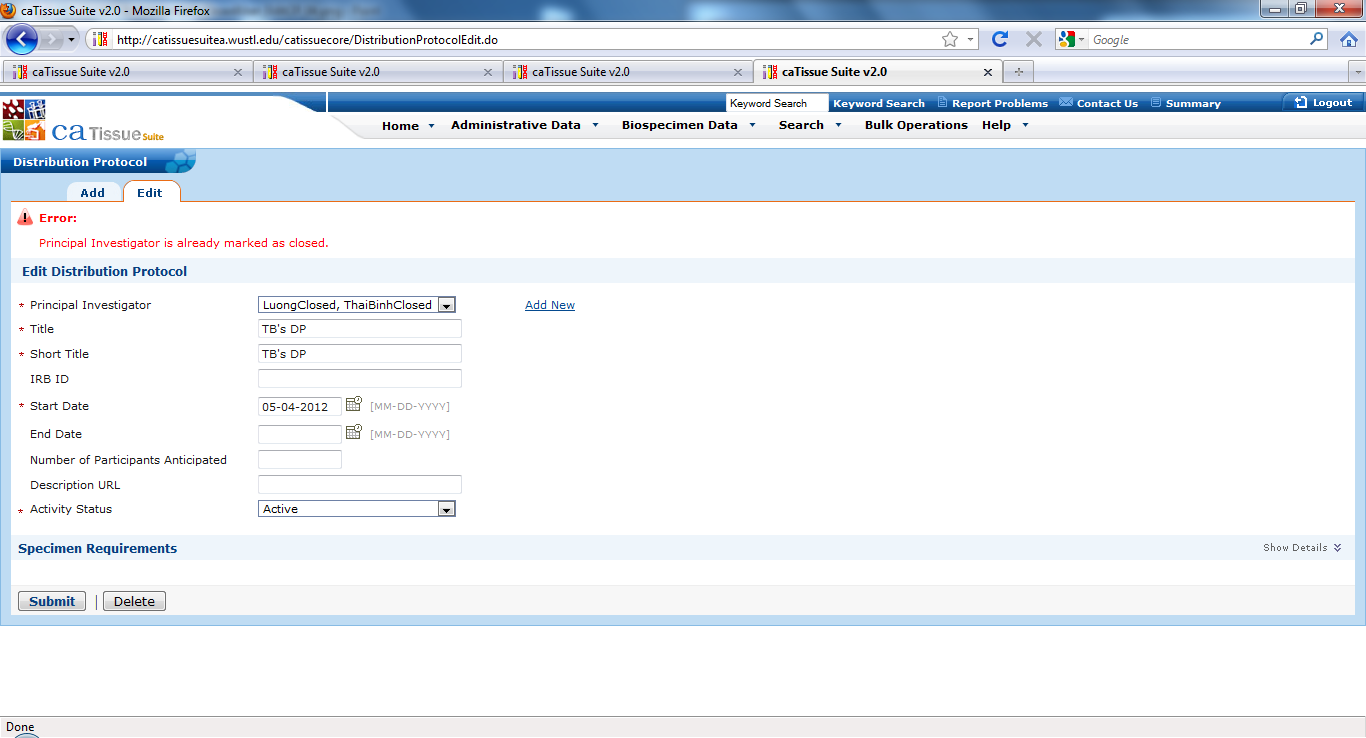 caTissue Suite v2.0 - Mozilla Firefox
http://catissuesuitea.wustl.edu/catissuecore/DistributionProtocolEdit.do
Google
caTissue Suite v2.0
caTissue Suite v2.0
caTissue Suite v2.0
caTissue Suite v2.0
Keyword Search
Keyword Search
Report Problems
Contact Us
Summary
Logout
ca Tissue Suite
Home
Administrative Data
Biospecimen Data
Search
Bulk Operations
Help
Distribution Protocol
Add
Edit
Error:
Principal Investigator is already marked as closed.
Edit Distribution Protocol
* Principal Investigator LuongClosed, ThaiBinhClosed Add New
* Title TB's DP
* Short Title TB's DP
IRB ID
* Start Date 05-04-2012 [MM-DD-YYYY]
End Date [MM-DD-YYYY]
Number of Participants Anticipated
Description URL
* Activity Status Active
Specimen Requirements Show Details
Submit | Delete
Done